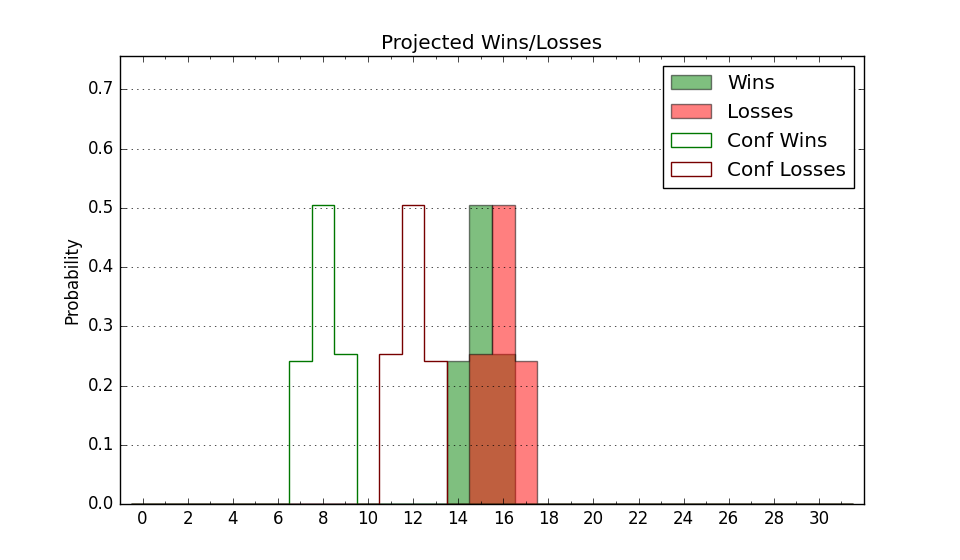 Projected Wins/Losses
Wins
Losses
Conf Wins
Conf Losses
Probability
0.7
0.6
0.5
0.4
0.3
0.2
0.1
0.0
0 2 4 6 8 10 12 14 16 18 20 22 24 26 28 30